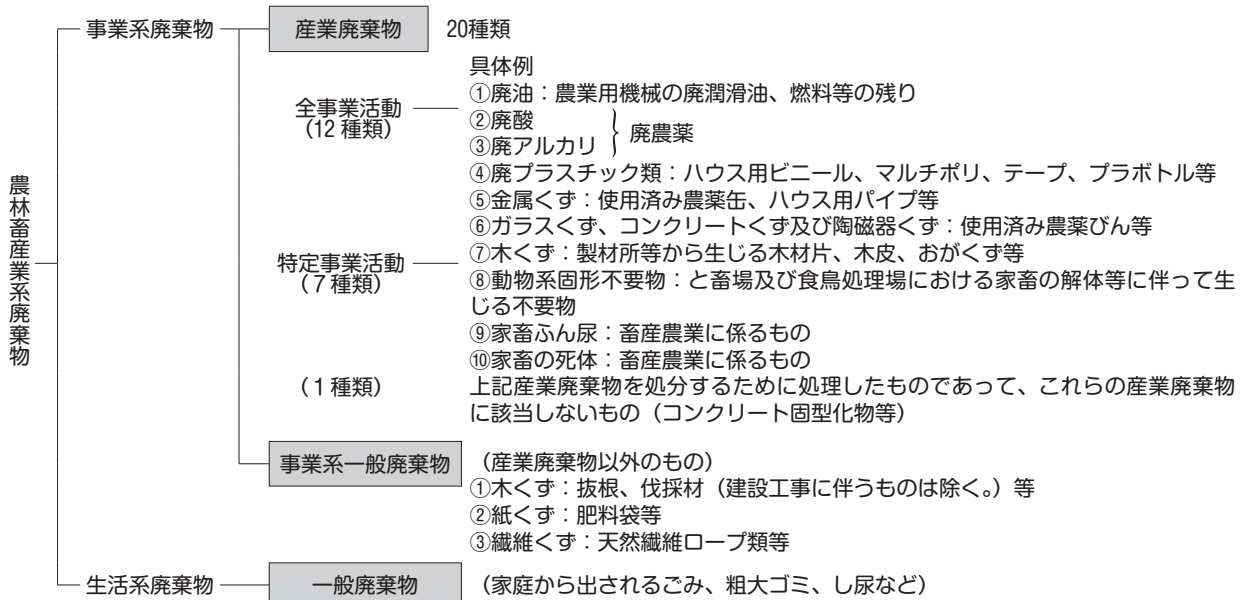 農林畜産業系廃棄物
事業系廃棄物
産業廃棄物 20種類
具体例
全事業活動
(12種類)
①廃油：農業用機械の廃潤滑油、燃料等の残り
②廃酸
③廃アルカリ
廃農薬
④廃プラスチック類：ハウス用ビニール、マルチポリ、テープ、プラボトル等
⑤金属くず：使用済み農薬缶、ハウス用パイプ等
⑥ガラスくず、コンクリートくず及び陶磁器くず：使用済み農薬びん等
特定事業活動
(7種類)
⑦木くず：製材所等から生じる木材片、木皮、おがくず等
⑧動物系固形不要物：と畜場及び食鳥処理場における家畜の解体等に伴って生
じる不要物
⑨家畜ふん尿：畜産農業に係るもの
⑩家畜の死体：畜産農業に係るもの
(1種類)
上記産業廃棄物を処分するために処理したものであって、これらの産業廃棄物
に該当しないもの（コンクリート固型化物等）
事業系一般廃棄物 （産業廃棄物以外のもの）
①木くず：抜根、伐採材（建設工事に伴うものは除く。）等
②紙くず：肥料袋等
③繊維くず：天然繊維ロープ類等
生活系廃棄物 一般廃棄物 （家庭から出されるごみ、粗大ゴミ、し尿など）